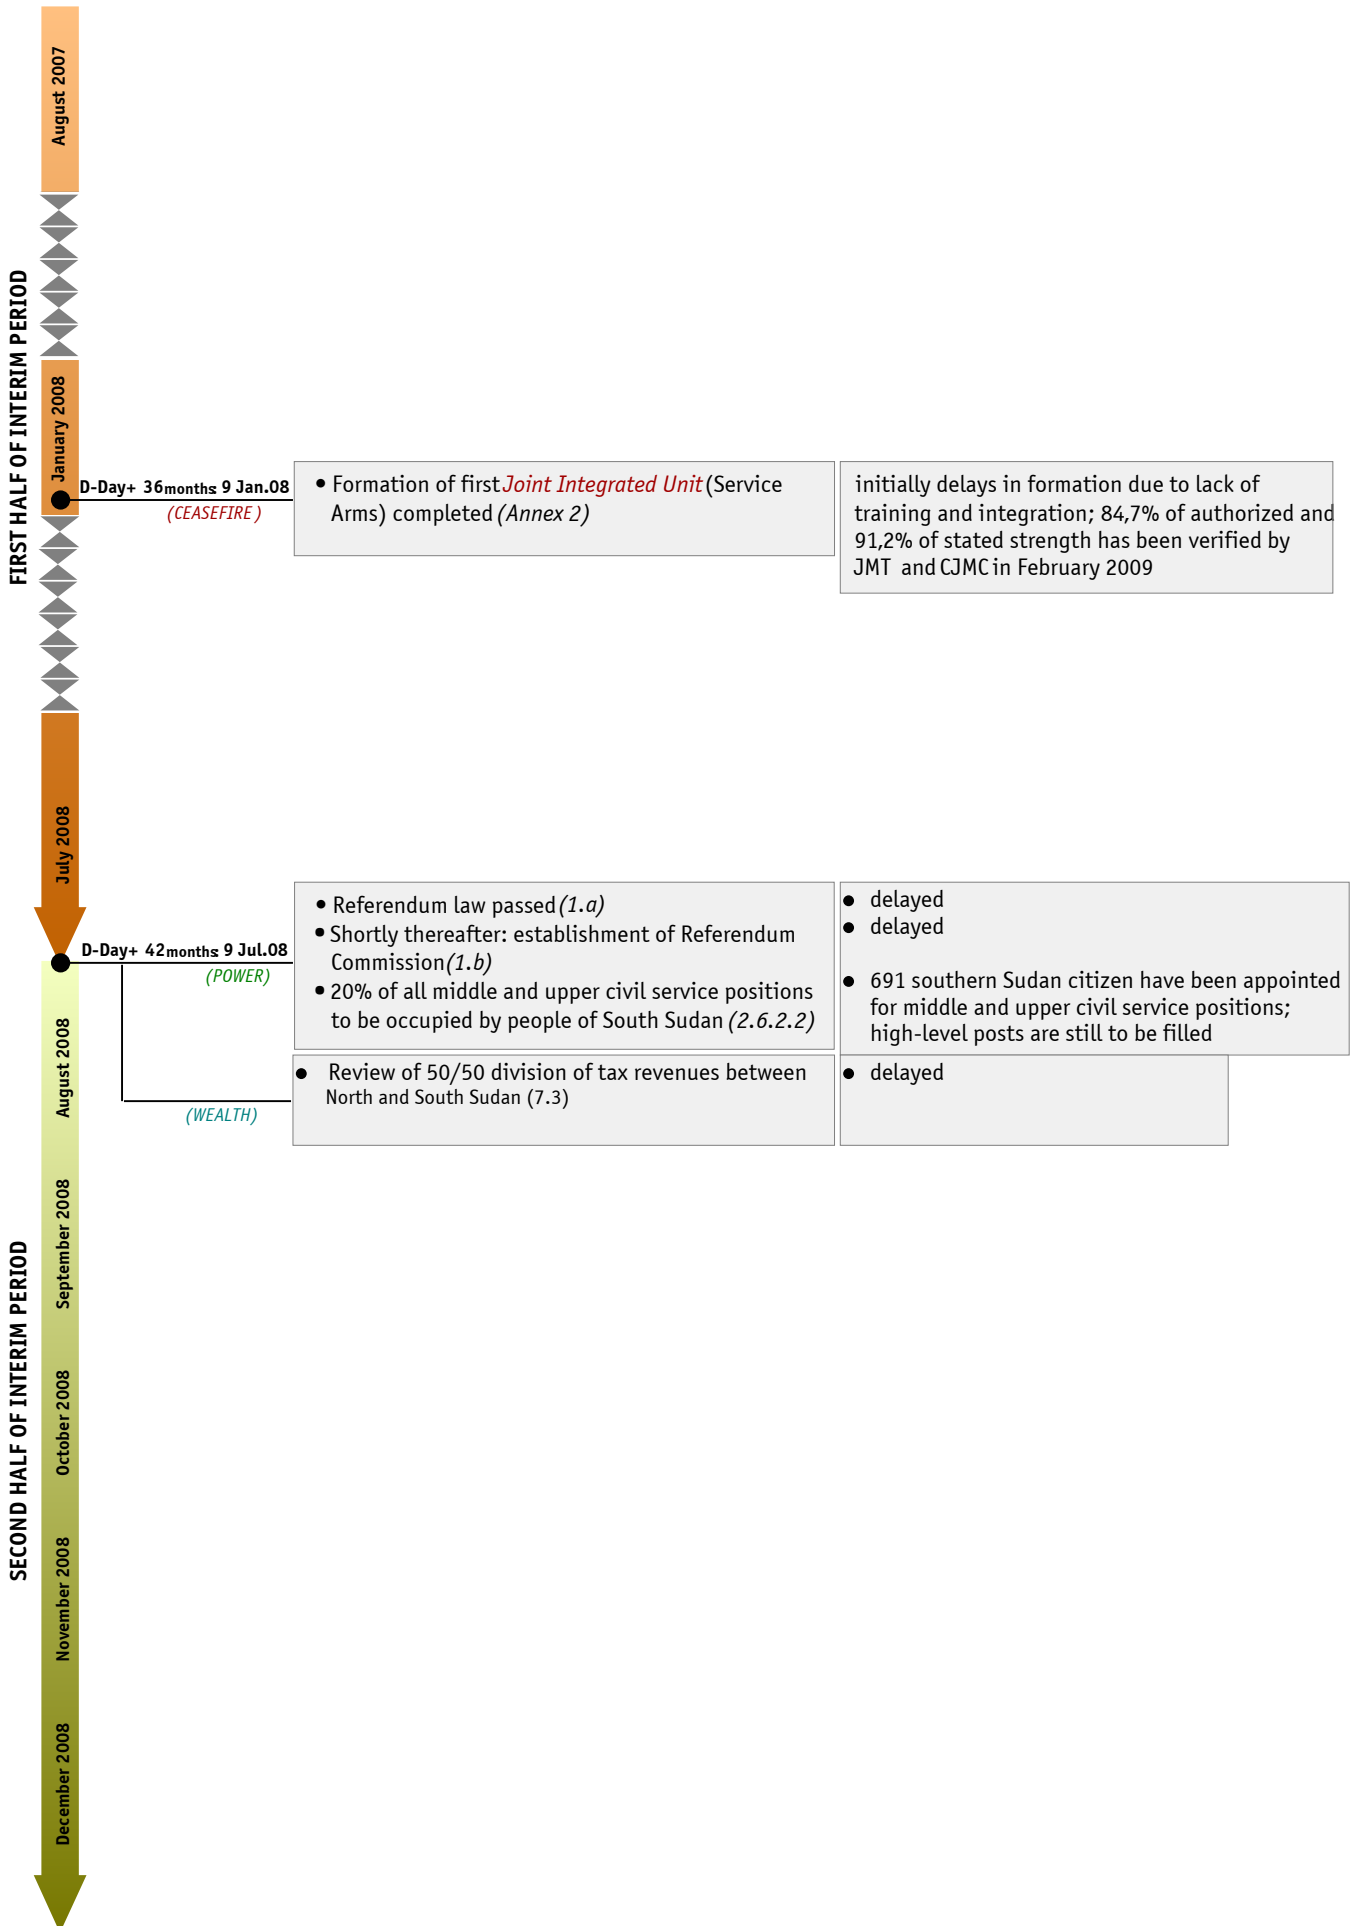 August 2007
FIRST HALF OF INTERIM PERIOD
January 2008
D-Day+ 36months: 9 Jan.08
(CEASEFIRE)
• Formation of first Joint Integrated Unit (Service
Arms) completed (Annex 2)
initially delays in formation due to lack of
training and integration; 84,7% of authorized and
91,2% of stated strength has been verified by
JMT and CJMC in February 2009
July 2008
D-Day+ 42months: 9 Jul.08
(POWER)
• Referendum law passed (1.a)
• Shortly thereafter: establishment of Referendum
Commission (1.b)
• 20% of all middle and upper civil service positions
to be occupied by people of South Sudan (2.6.2.2)
• delayed
• delayed
• 691 southern Sudan citizen have been appointed
for middle and upper civil service positions;
high-level posts are still to be filled
August 2008
(WEALTH)
• Review of 50/50 division of tax revenues between
North and South Sudan (7.3)
• delayed
September 2008
SECOND HALF OF INTERIM PERIOD
October 2008
November 2008
December 2008